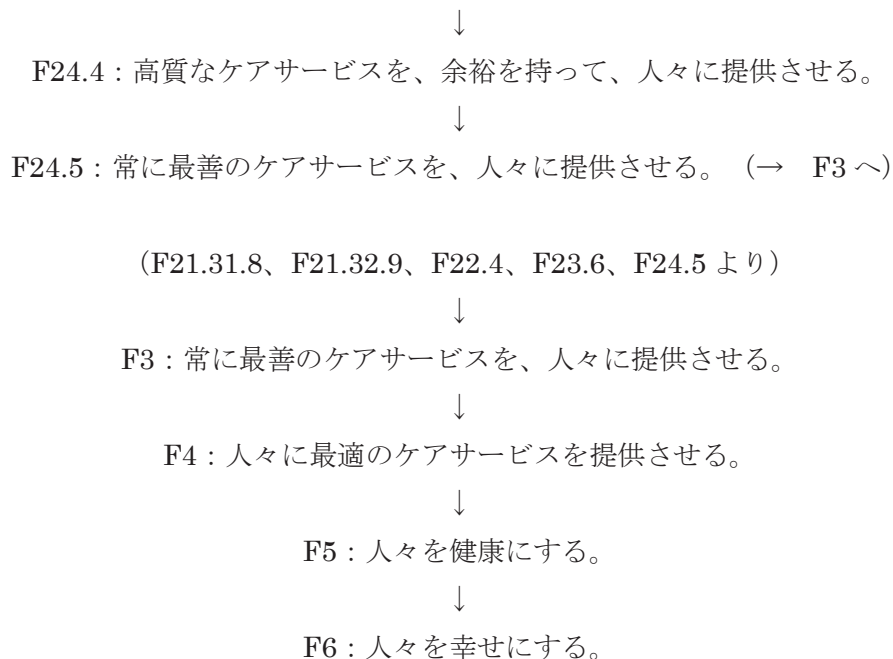 ↓
F24.4:高質なケアサービスを、余裕を持って、人々に提供させる。
↓
F24.5:常に最善のケアサービスを、人々に提供させる。(→ F3 へ)
(F21.31.8、F21.32.9、F22.4、F23.6、F24.5 より)
↓
F3:常に最善のケアサービスを、人々に提供させる。
↓
F4:人々に最適のケアサービスを提供させる。
↓
F5:人々を健康にする。
↓
F6:人々を幸せにする。